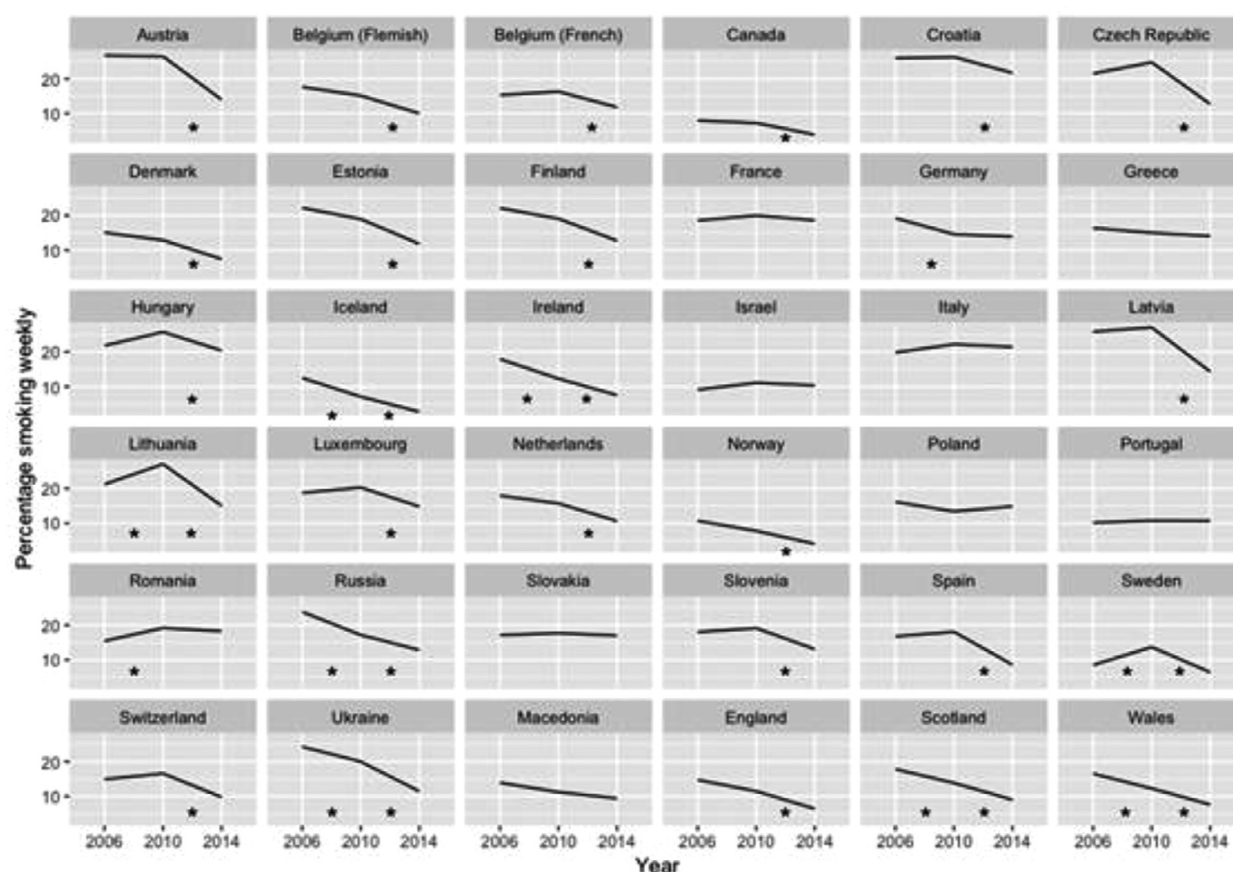 Austria Belgium (Flemish) Belgium (French) Canada Croatia Czech Republic
20
10
Denmark Estonia Finland France Germany Greece
20
10
Hungary Iceland Ireland Israel Italy Latvia
20
10
Lithuania Luxembourg Netherlands Norway Poland Portugal
20
10
Romania Russia Slovakia Slovenia Spain Sweden
20
10
Switzerland Ukraine Macedonia England Scotland Wales
20
10
2006 2010 2014 2006 2010 2014 2006 2010 2014 2006 2010 2014 2006 2010 2014 2006 2010 2014
Year
Percentage smoking weekly